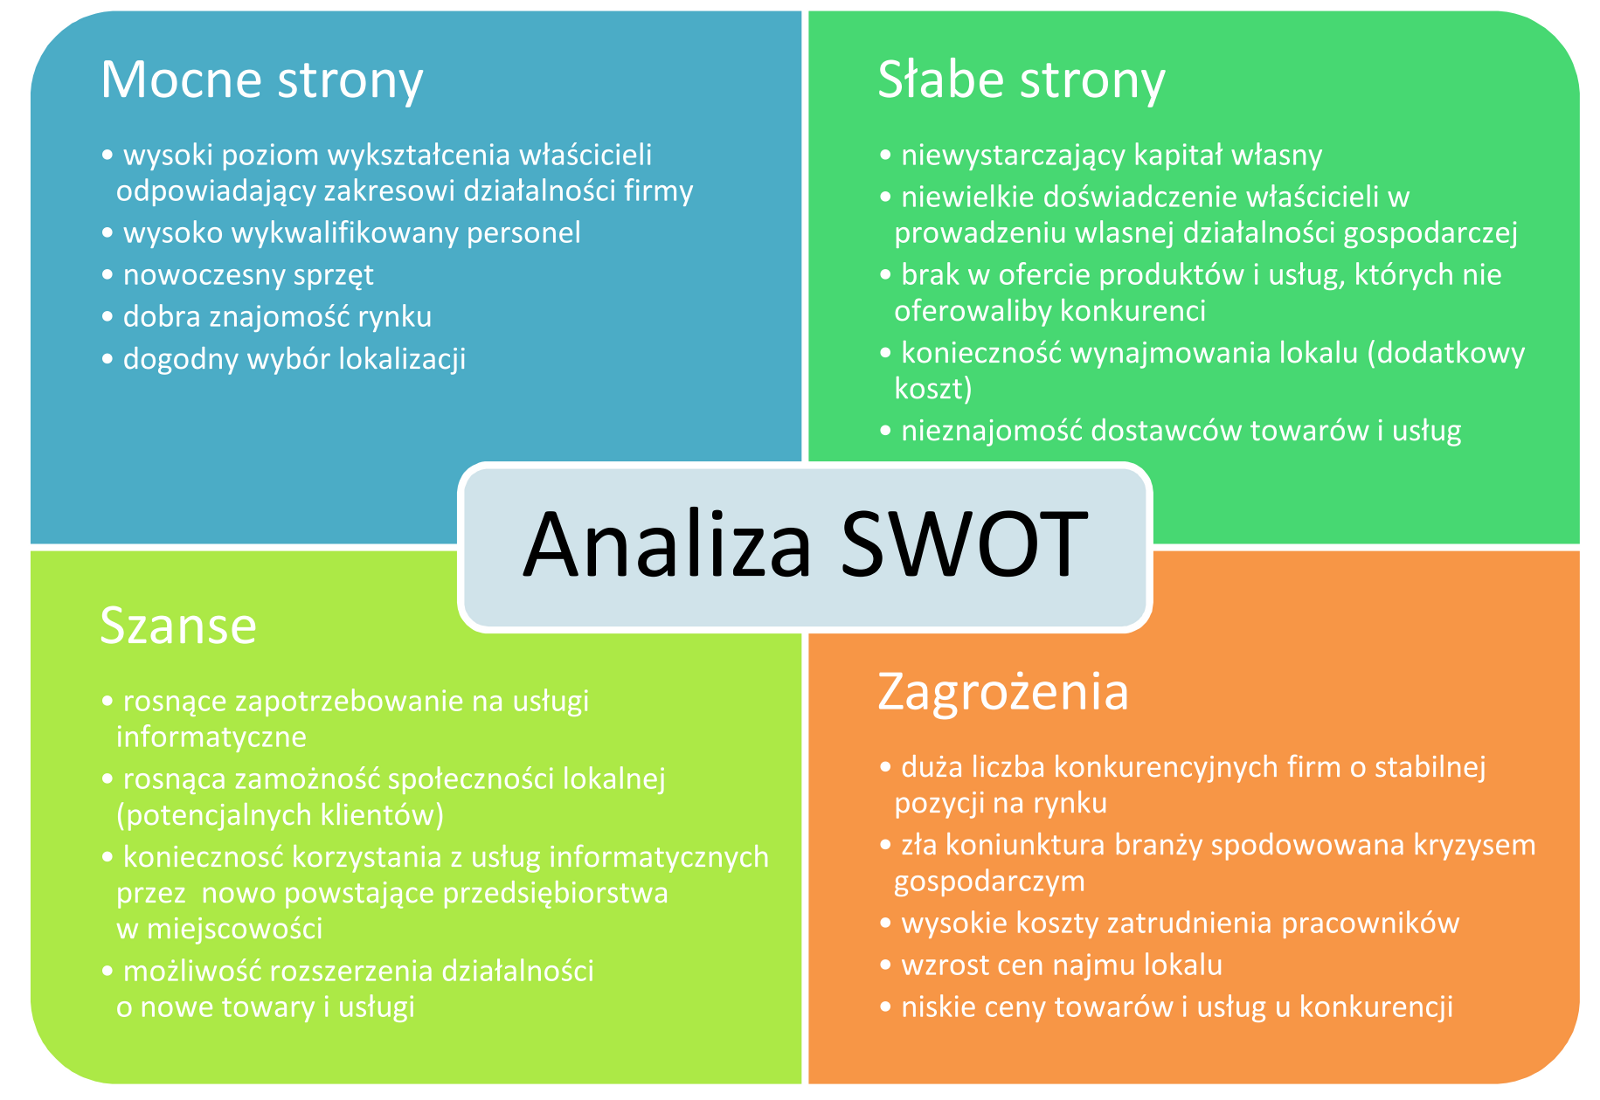 Mocne strony
• wysoki poziom wykształcenia właścicieli
odpowiadający zakresowi działalności firmy
• wysoko wykwalifikowany personel
• nowoczesny sprzęt
• dobra znajomość rynku
• dogodny wybór lokalizacji
Słabe strony
• niewystarczający kapitał własny
• niewielkie doświadczenie właścicieli w
prowadzeniu wlasnej działalności gospodarczej
• brak w ofercie produktów i usług, których nie
oferowaliby konkurenci
• konieczność wynajmowania lokalu (dodatkowy
koszt)
• nieznajomość dostawców towarów i usług
Analiza SWOT
Szanse
• rosnące zapotrzebowanie na usługi
informatyczne
• rosnąca zamożność społeczności lokalnej
(potencjalnych klientów)
• koniecznosć korzystania z usług informatycznych
przez nowo powstające przedsiębiorstwa
w miejscowości
• możliwość rozszerzenia działalności
o nowe towary i usługi
Zagrożenia
• duża liczba konkurencyjnych firm o stabilnej
pozycji na rynku
• zła koniunktura branży spodowowana kryzysem
gospodarczym
• wysokie koszty zatrudnienia pracowników
• wzrost cen najmu lokalu
• niskie ceny towarów i usług u konkurencji